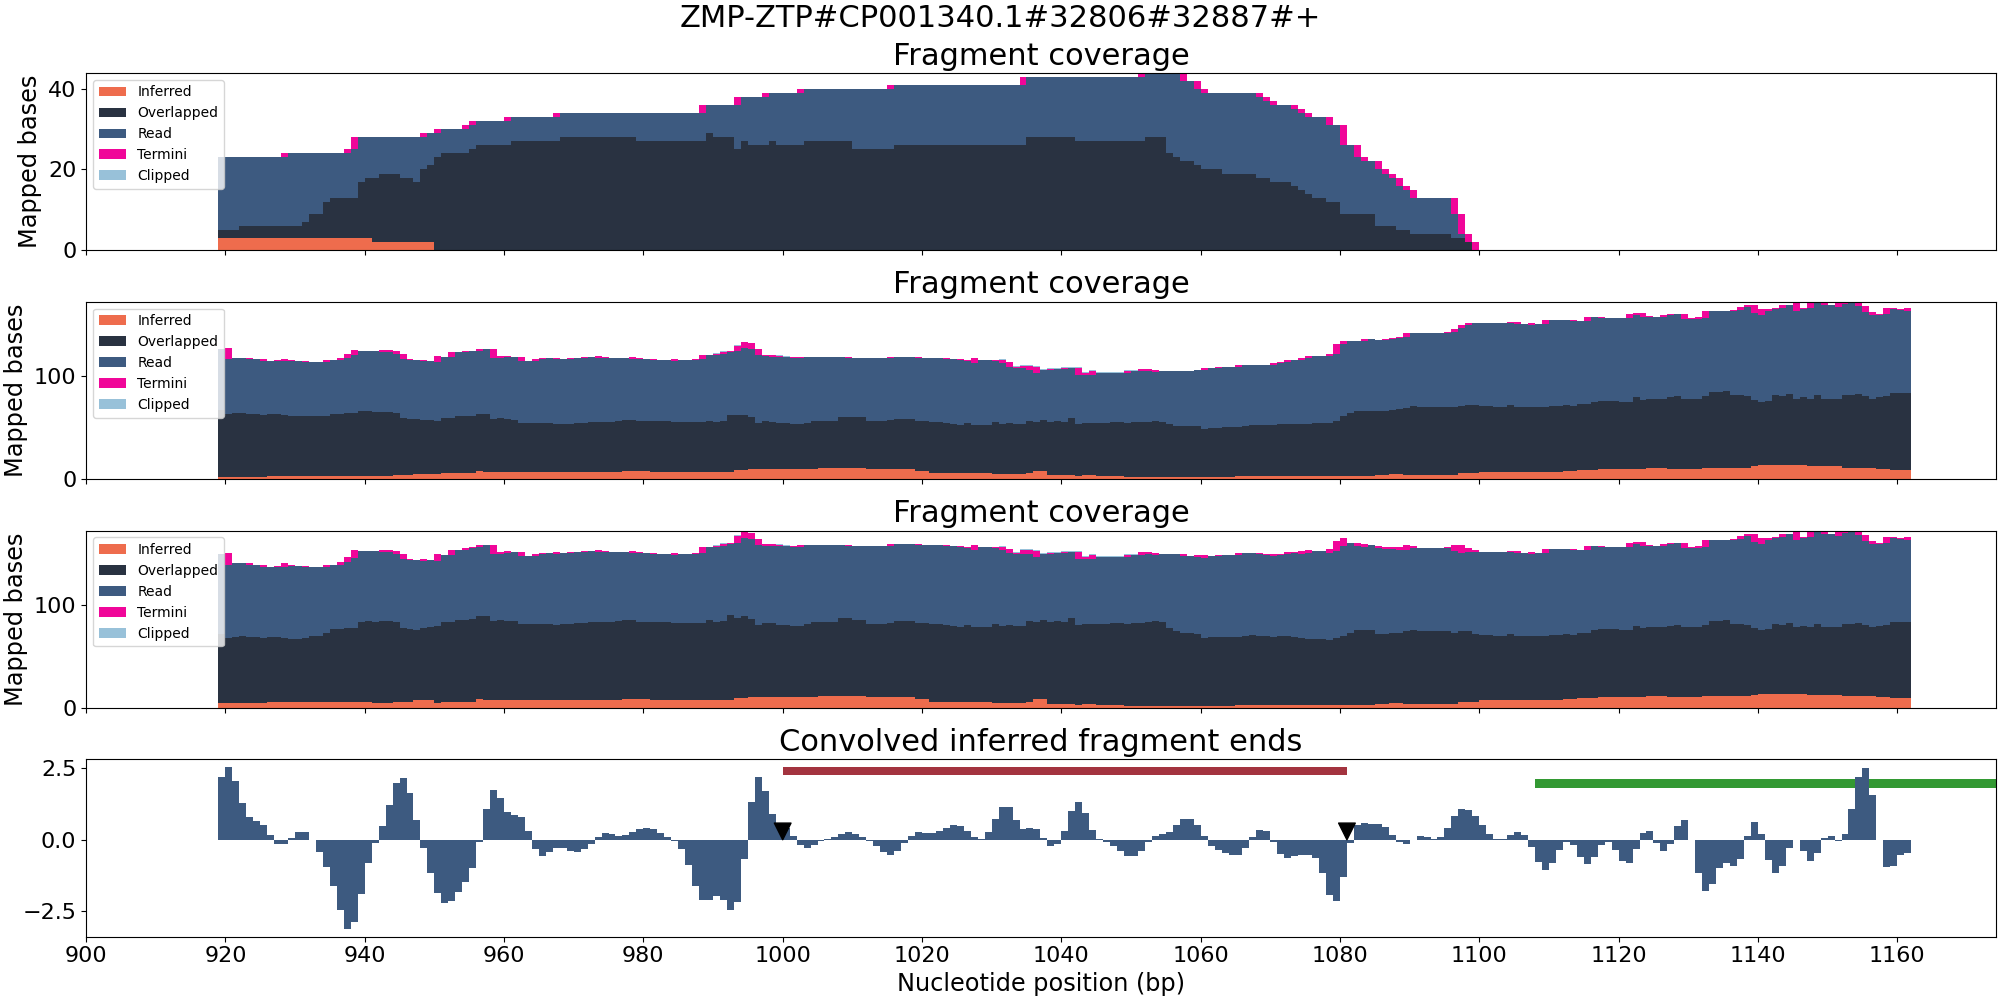 ZMP-ZTP#CP001340.1#32806#32887#+
Fragment coverage
Mapped bases
40
20
0
Inferred
Overlapped
Read
Termini
Clipped
Fragment coverage
Mapped bases
100
0
Inferred
Overlapped
Read
Termini
Clipped
Fragment coverage
Mapped bases
100
0
Inferred
Overlapped
Read
Termini
Clipped
Convolved inferred fragment ends
2.5
0.0
−2.5
900 920 940 960 980 1000 1020 1040 1060 1080 1100 1120 1140 1160
Nucleotide position (bp)